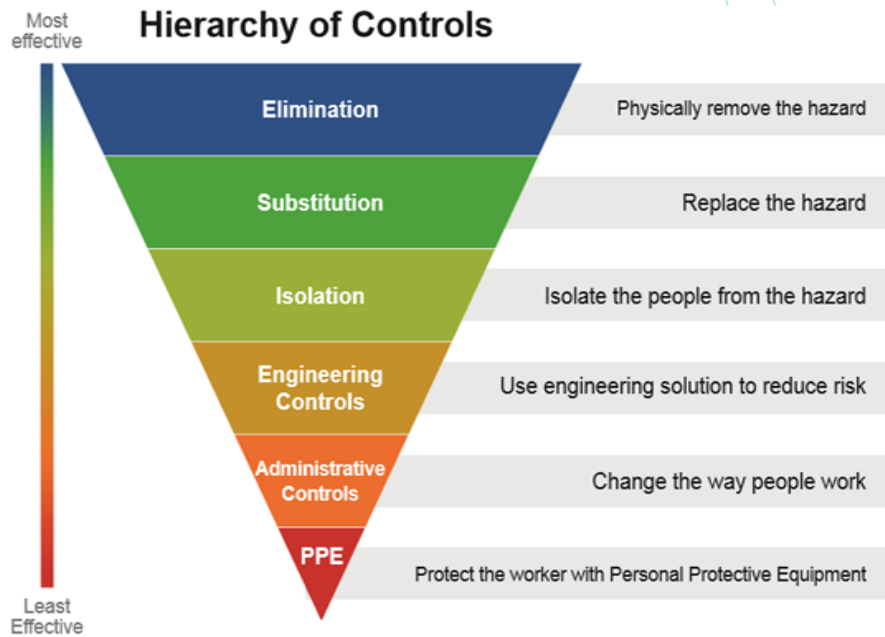 Most
effective
Hierarchy of Controls
Elimination
Physically remove the hazard
Substitution
Replace the hazard
Isolation
Isolate the people from the hazard
Engineering
Controls
Use engineering solution to reduce risk
Administrative
Controls
Change the way people work
PPE
Protect the worker with Personal Protective Equipment
Least
Effective